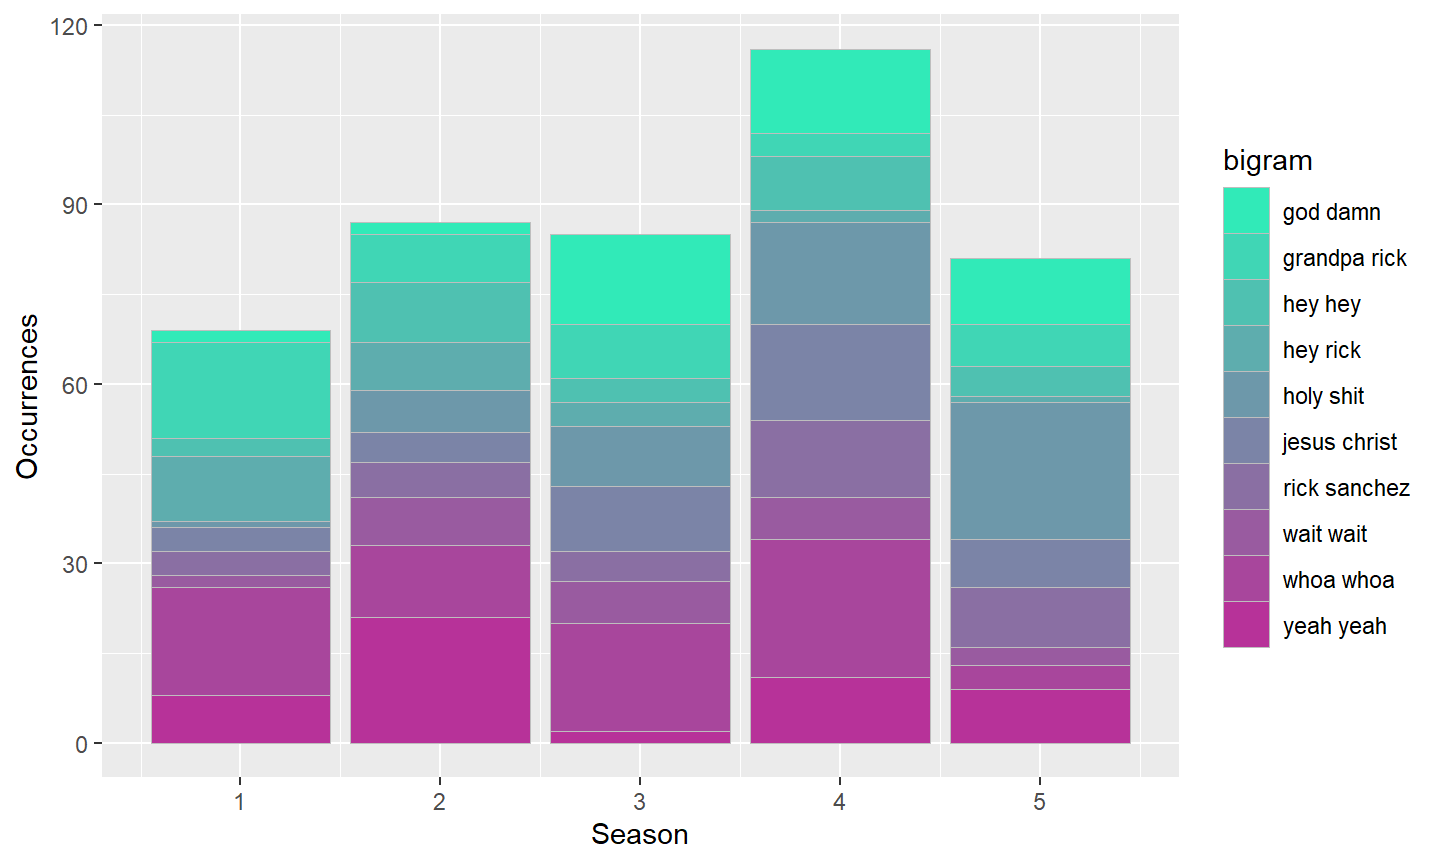 120
90
60
30
0
Occurrences
1 2 3 4 5
Season
bigram
god damn
grandpa rick
hey hey
hey rick
holy shit
jesus christ
rick sanchez
wait wait
whoa whoa
yeah yeah